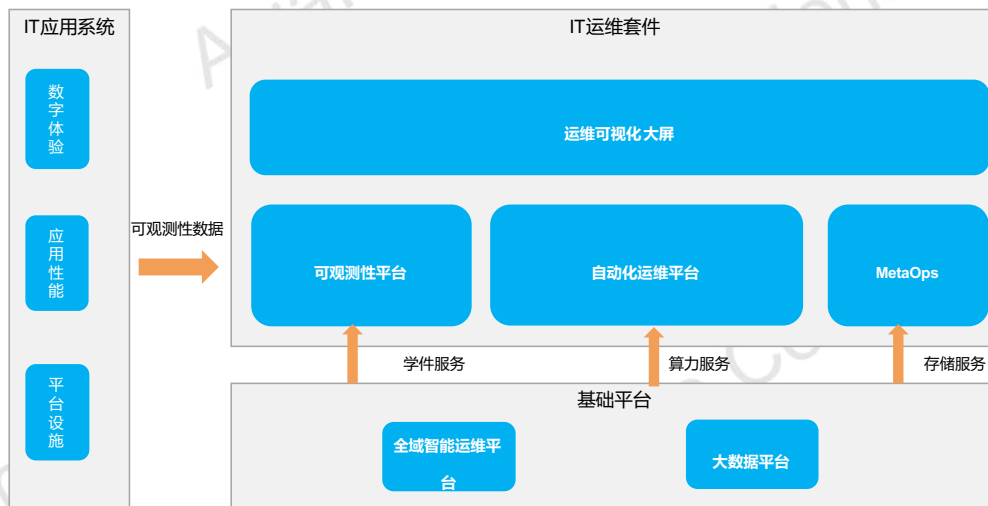 IT应用系统
数字体验
应用性能
平台设施
可观测性数据
IT运维套件
运维可视化大屏
可观测性平台
自动化运维平台
MetaOps
学件服务
算力服务
存储服务
基础平台
全域智能运维平
台
大数据平台